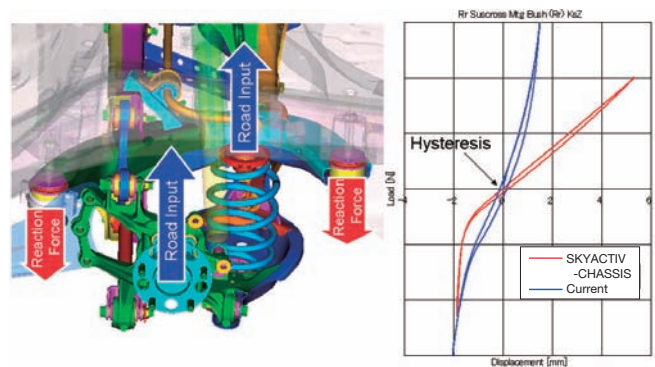 Road Input
Road Input
Reaction
Force
Reaction
Force
Rr Suscross Mtg Bush (Rr) KsZ
Load [N]
Hysteresis
-4
-2
0
2
4
6
SKYACTIV
-CHASSIS
Current
Displacement [mm]